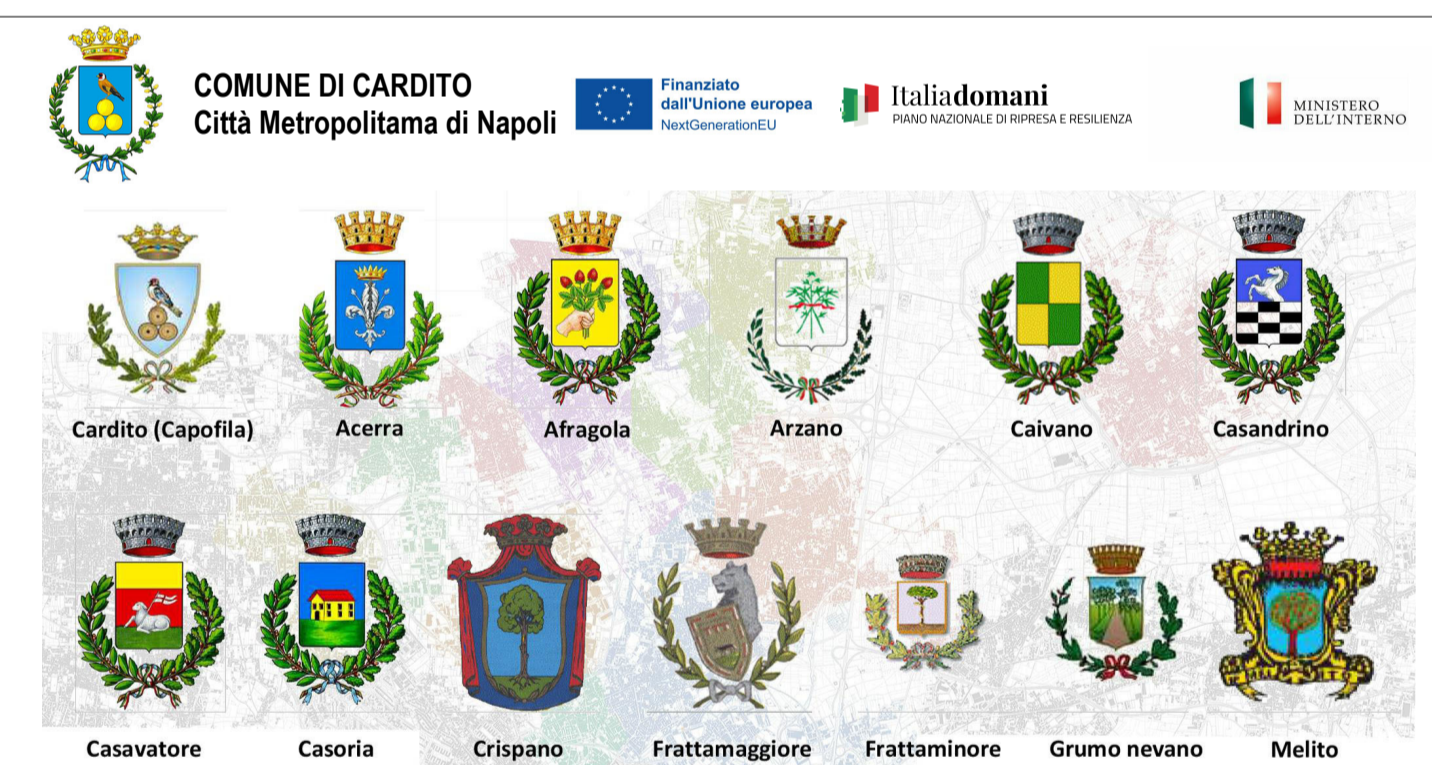 COMUNE DI CARDITO
Città Metropolitama di Napoli
Finanziato
dall'Unione europea
NextGenerationEU
Italiadomani
PIANO NAZIONALE DI RIPRESA E RESILIENZA
MINISTERO
DELL'INTERNO
Cardito (Capofila)
Acerra
Afragola
Arzano
Caivano
Casandrino
Casavatore
Casoria
Crispano
Frattamaggiore
Frattaminore
Grumo nevano
Melito